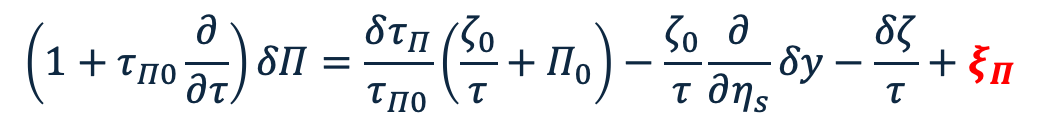 (1 + τ_{Π0} ∂/∂τ) δΠ = δτ_Π/τ_{Π0} (ζ_0/τ + Π_0) − ζ_0/τ ∂/∂η_s δy − δζ/τ + ξ_Π